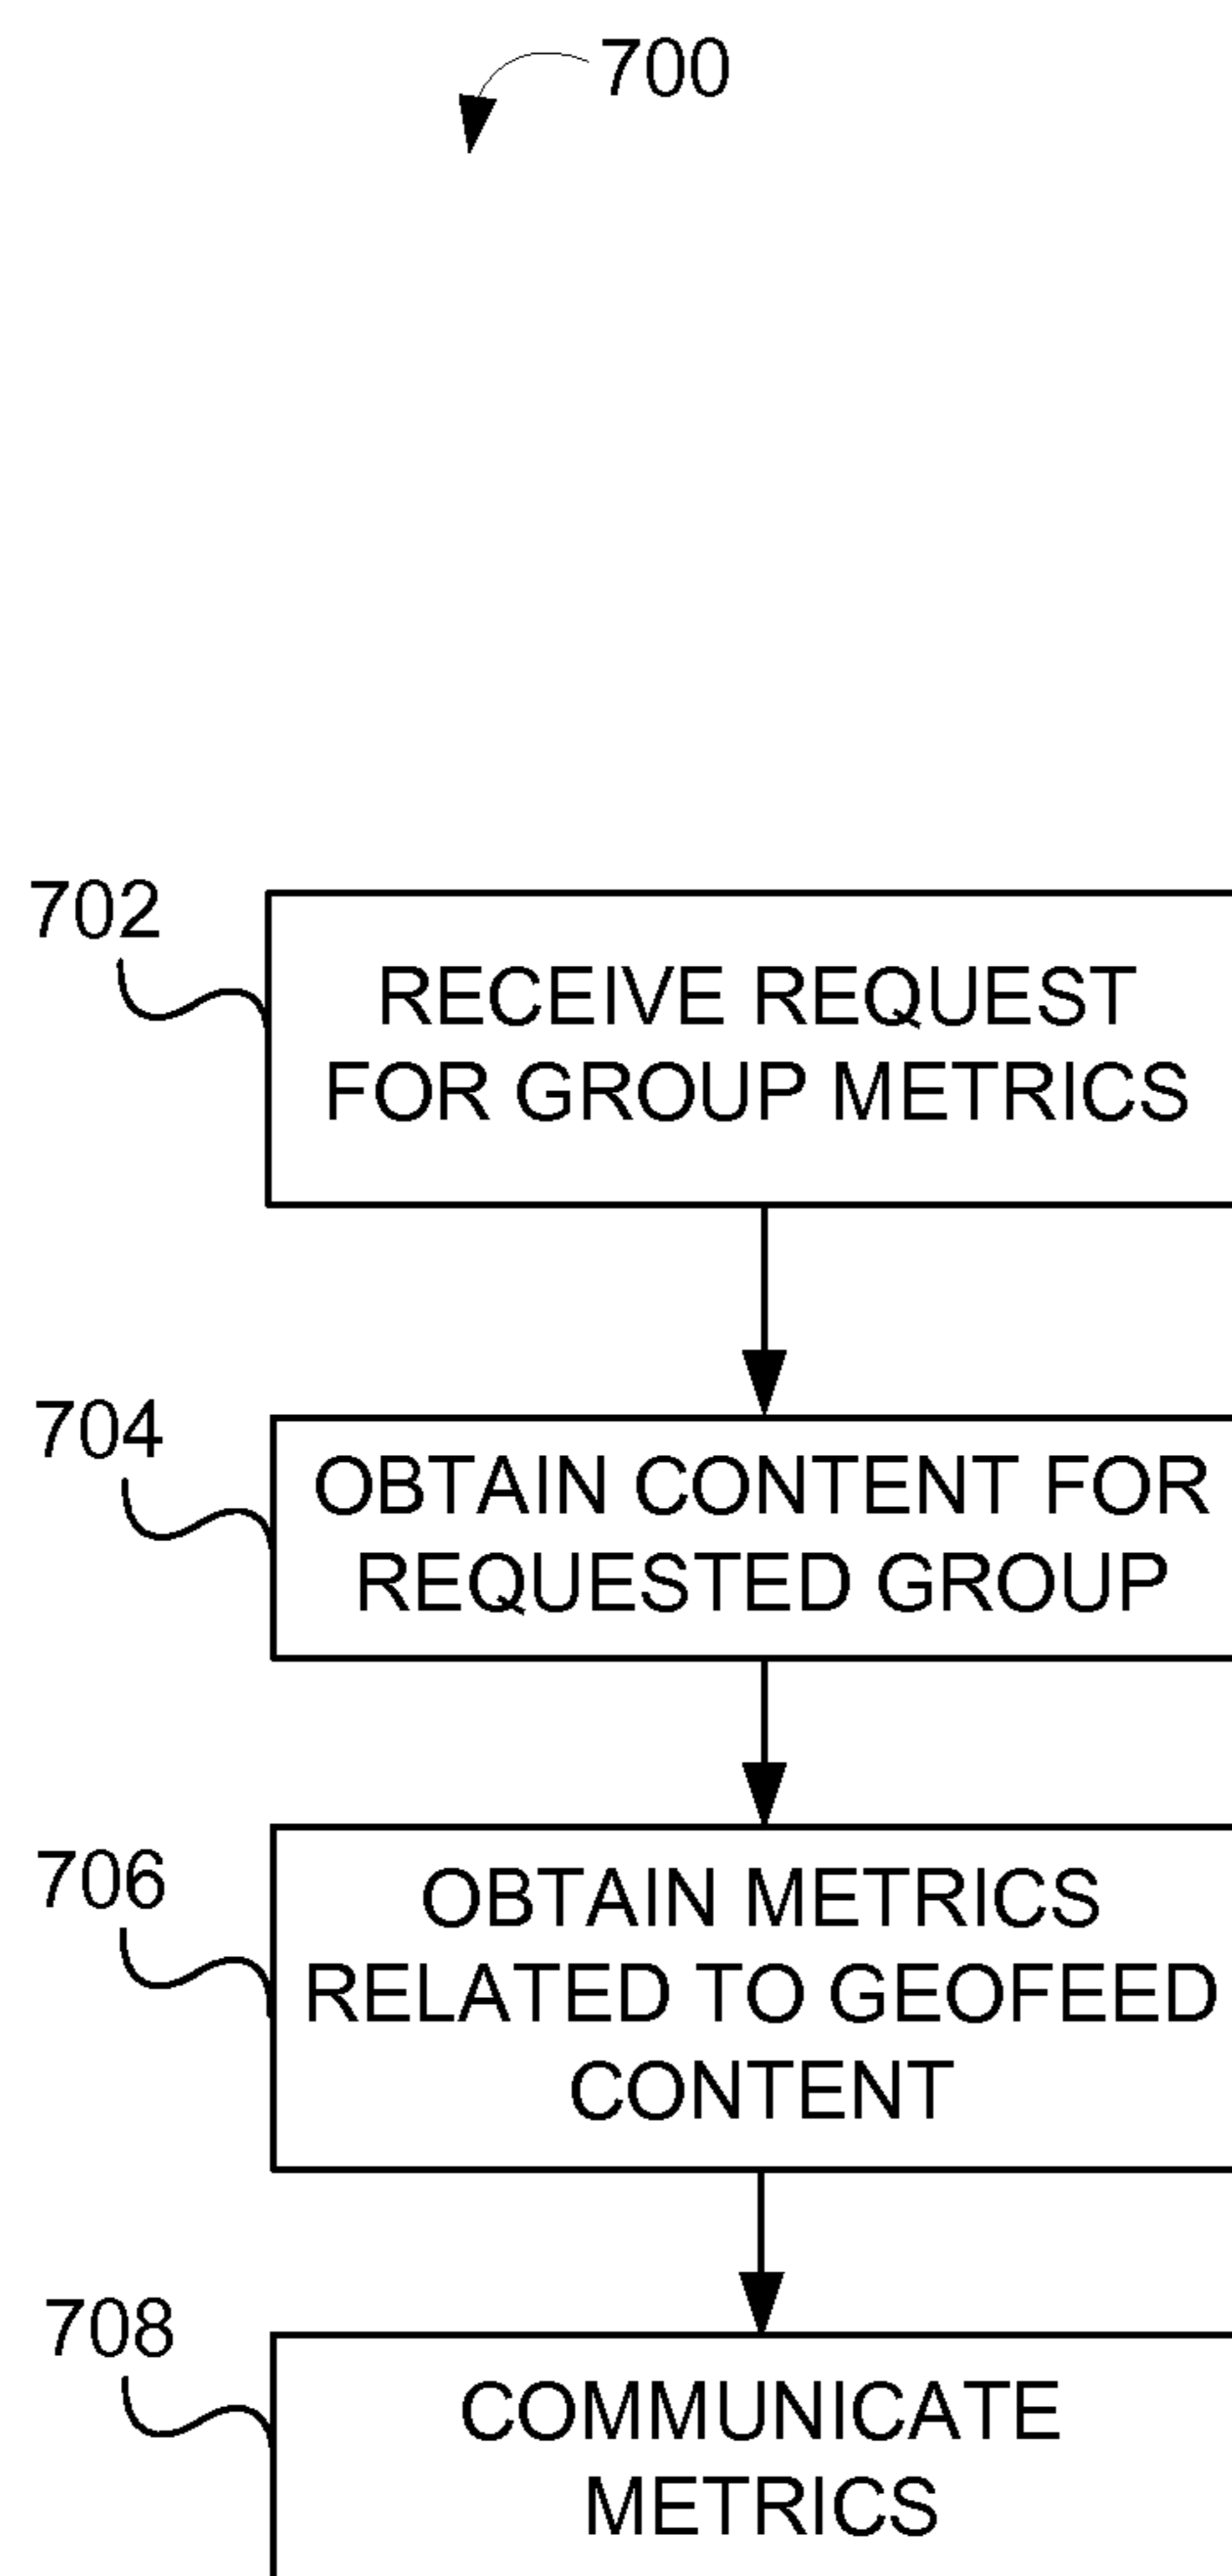 700
702
RECEIVE REQUEST
FOR GROUP METRICS
704
OBTAIN CONTENT FOR
REQUESTED GROUP
706
OBTAIN METRICS
RELATED TO GEOFEED
CONTENT
708
COMMUNICATE
METRICS